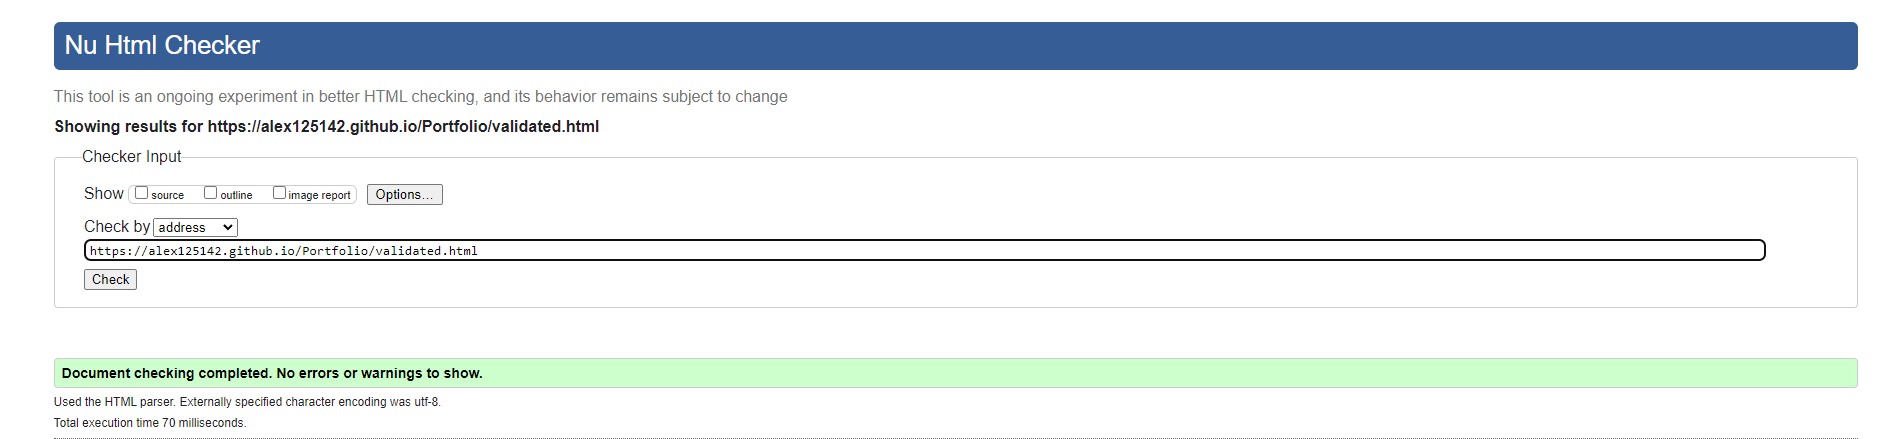 Nu Html Checker
This tool is an ongoing experiment in better HTML checking, and its behavior remains subject to change
Showing results for https://alex125142.github.io/Portfolio/validated.html
Checker Input
Show source outline image report Options...
Check by address
https://alex125142.github.io/Portfolio/validated.html
Check
Document checking completed. No errors or warnings to show.
Used the HTML parser. Externally specified character encoding was utf-8.
Total execution time 70 milliseconds.